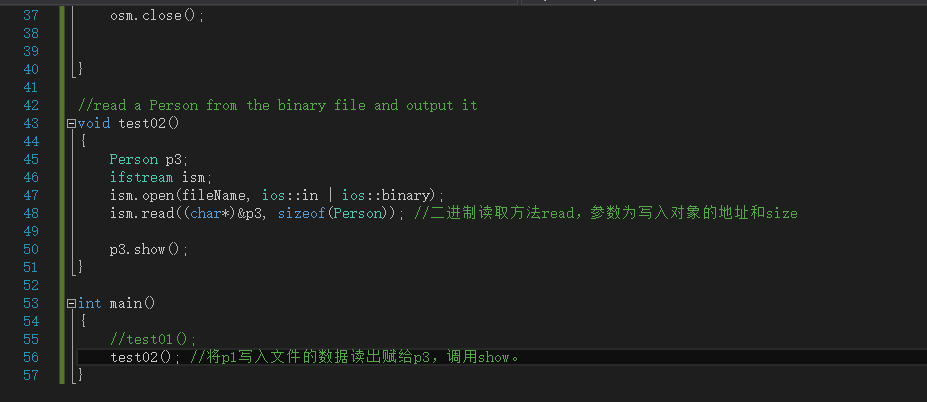 37 osm.close();
38
39
40 }
41
42 //read a Person from the binary file and output it
43 void test02()
44 {
45 Person p3;
46 ifstream ism;
47 ism.open(fileName, ios::in | ios::binary);
48 ism.read((char*)&p3, sizeof(Person)); //二进制读取方法read，参数为写入对象的地址和size
49
50 p3.show();
51 }
52
53 int main()
54 {
55 //test01();
56 test02(); //将p1写入文件的数据读出赋给p3，调用show。
57 }